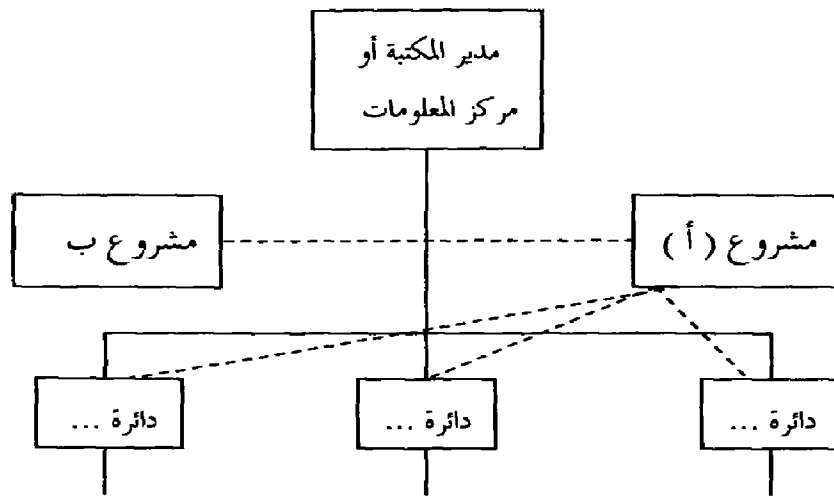 مدير المكتبة أو
مركز المعلومات
مشروع (أ)
مشروع ب
دائرة ...
دائرة ...
دائرة ...